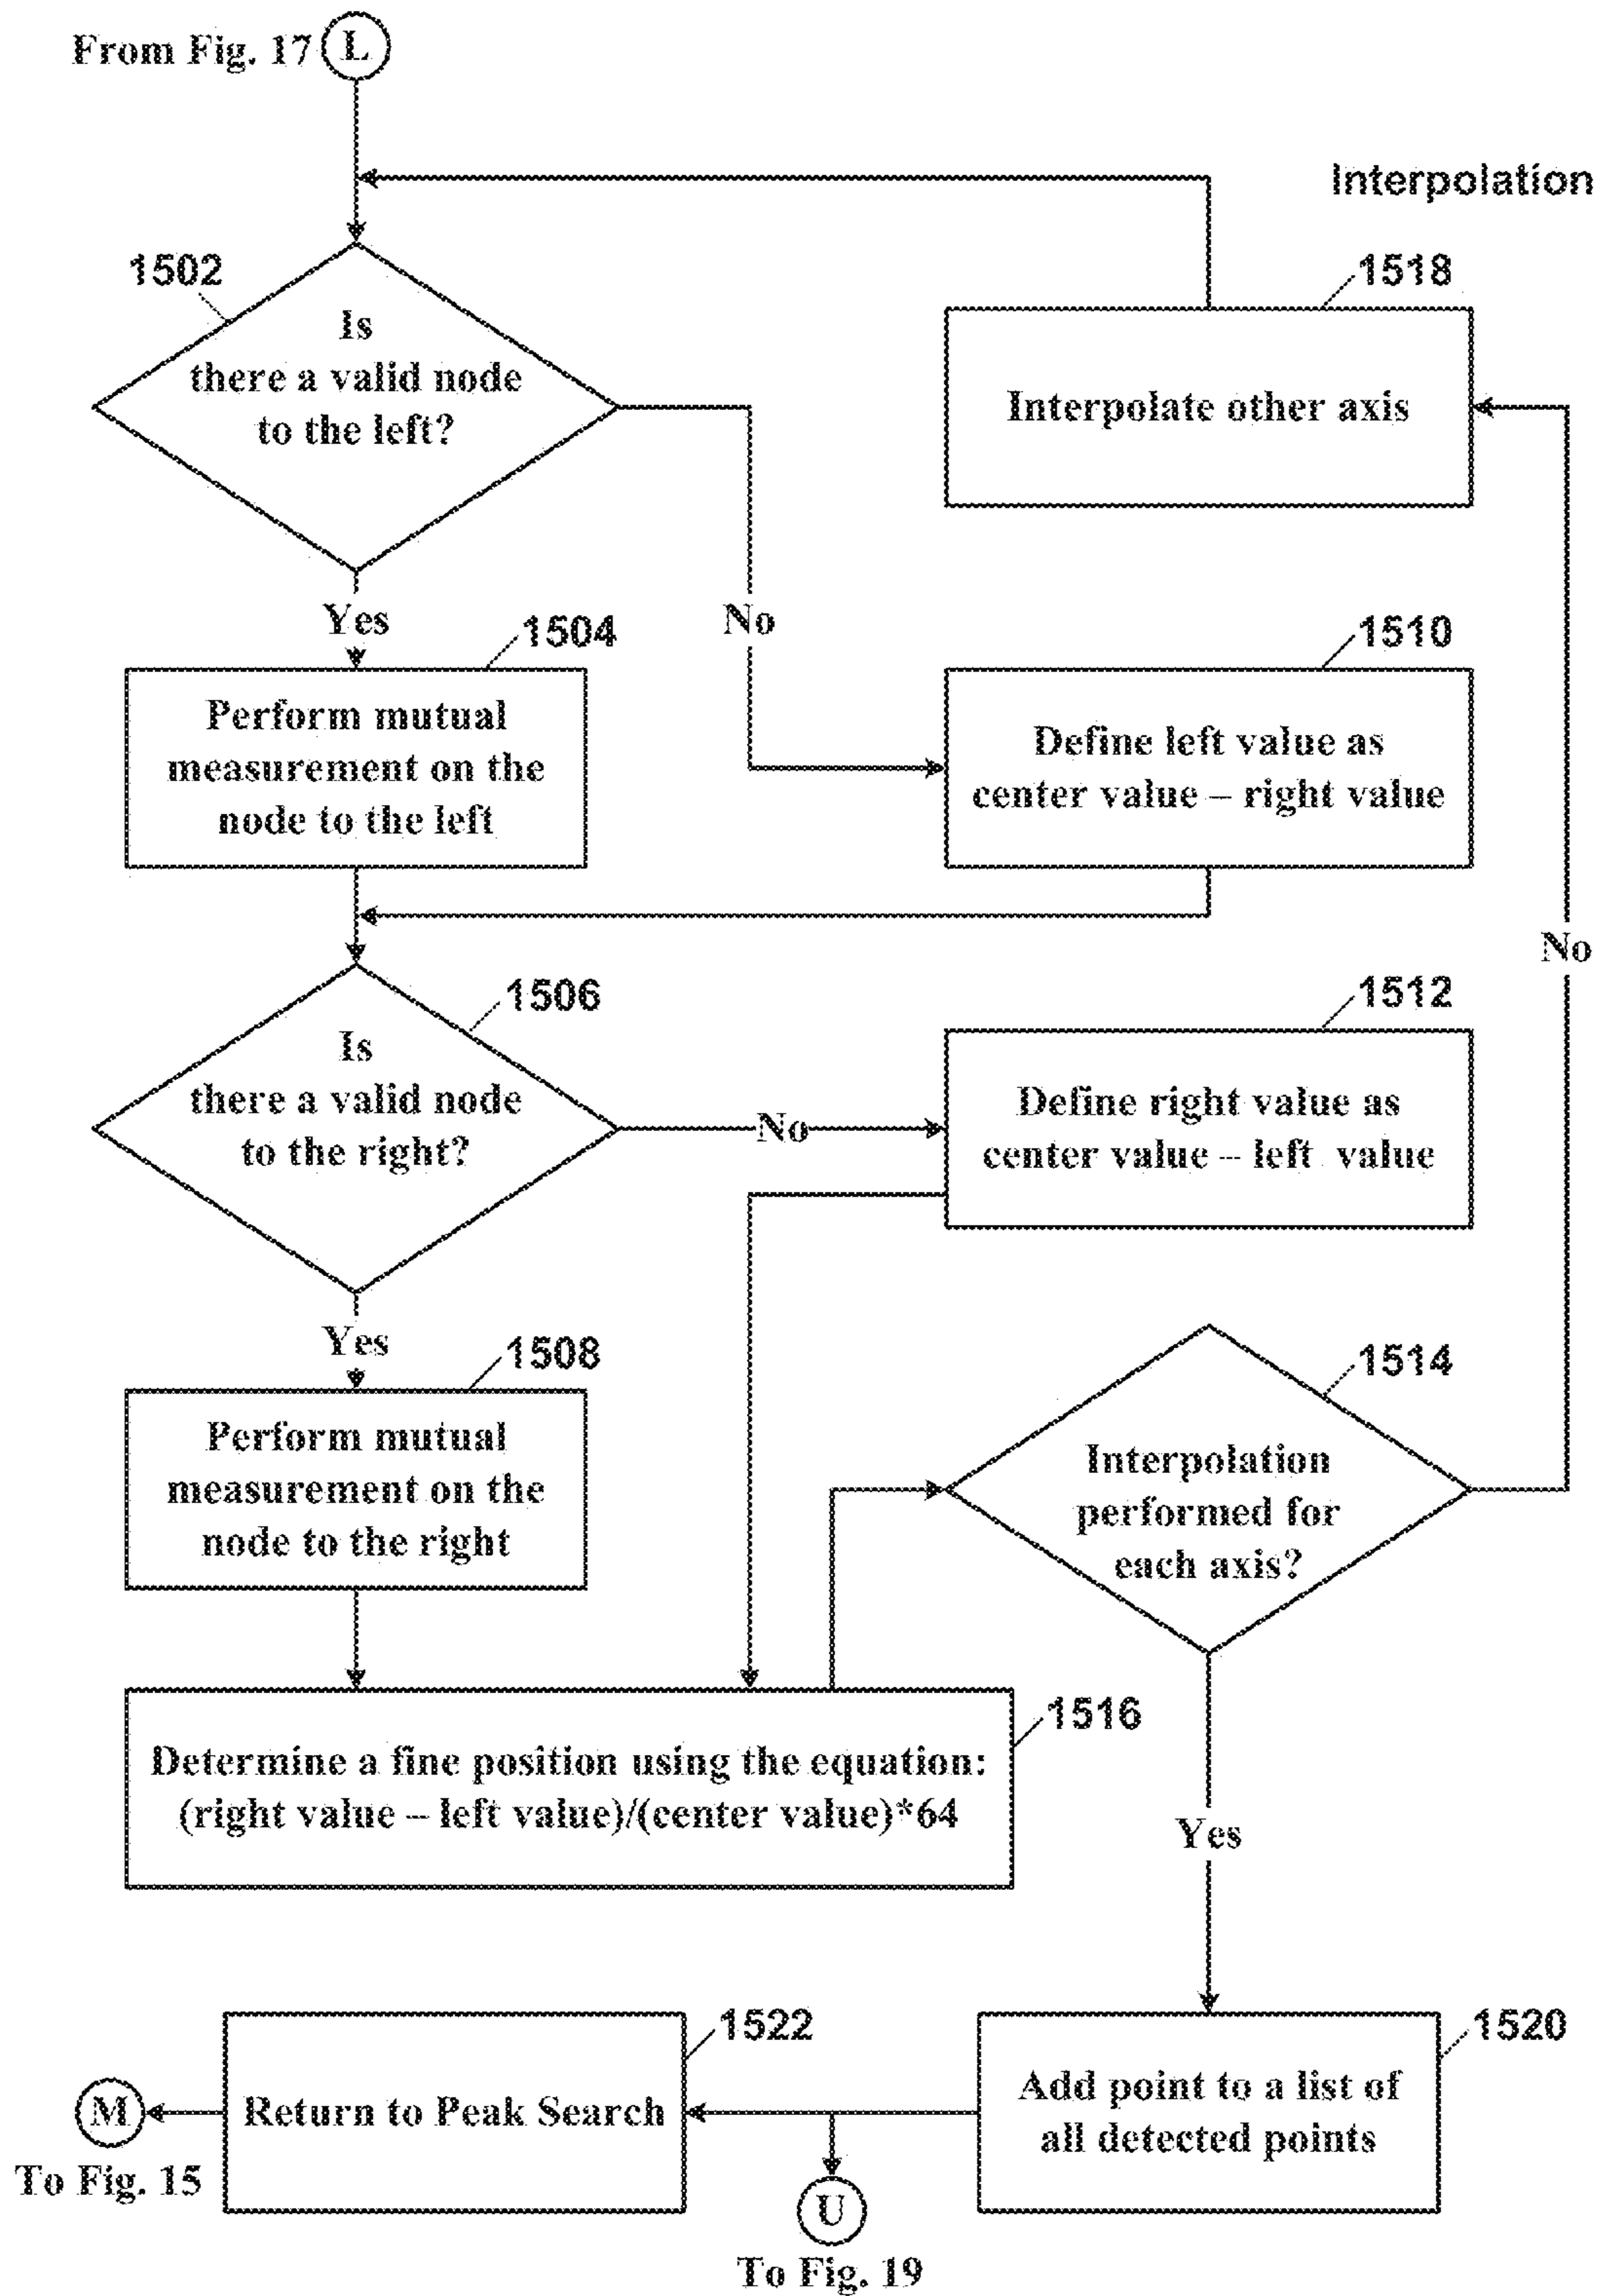 From Fig. 17 L
Interpolation
1502
Is
there a valid node
to the left?
1518
Interpolate other axis
Yes
No
1504
Perform mutual
measurement on the
node to the left
1510
Define left value as
center value – right value
No
1506
Is
there a valid node
to the right?
No
1512
Define right value as
center value – left value
Yes
1508
Perform mutual
measurement on the
node to the right
1514
Interpolation
performed for
each axis?
1516
Determine a fine position using the equation:
(right value – left value)/(center value)*64
Yes
1522
Return to Peak Search
1520
Add point to a list of
all detected points
M
To Fig. 15
U
To Fig. 19